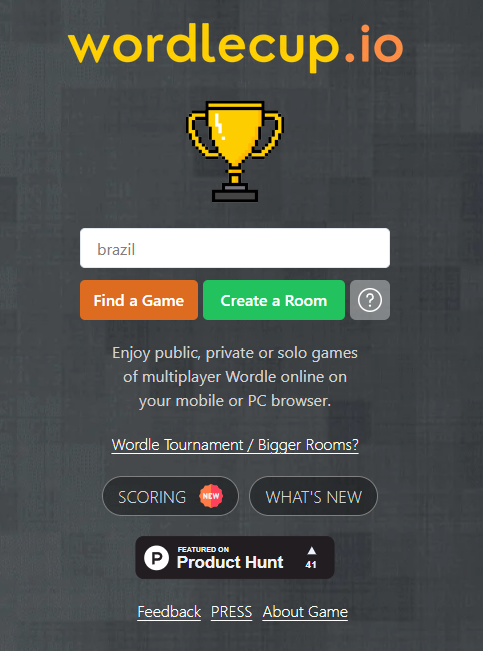 wordlecup.io
brazil
Find a Game
Create a Room
?
Enjoy public, private or solo games
of multiplayer Wordle online on
your mobile or PC browser.
Wordle Tournament / Bigger Rooms?
SCORING NEW
WHAT'S NEW
P
FEATURED ON
Product Hunt
▲
41
Feedback PRESS About Game